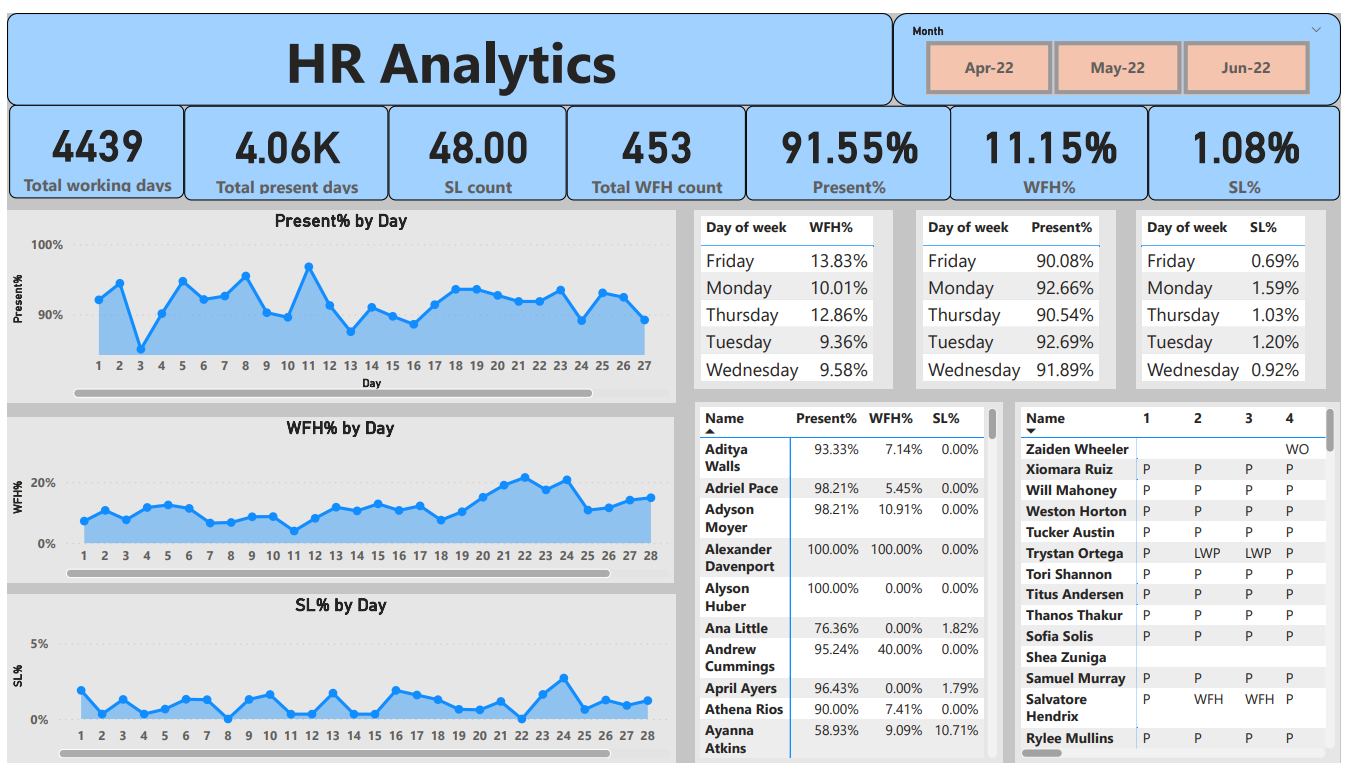 HR Analytics
Month
Apr-22 May-22 Jun-22
4439 4.06K 48.00 453 91.55% 11.15% 1.08%
Total working days Total present days SL count Total WFH count Present% WFH% SL%
Present% by Day
100%
90%
Present%
1 2 3 4 5 6 7 8 9 10 11 12 13 14 15 16 17 18 19 20 21 22 23 24 25 26 27
Day
WFH% by Day
20%
0%
WFH%
1 2 3 4 5 6 7 8 9 10 11 12 13 14 15 16 17 18 19 20 21 22 23 24 25 26 27 28
SL% by Day
5%
0%
SL%
1 2 3 4 5 6 7 8 9 10 11 12 13 14 15 16 17 18 19 20 21 22 23 24 25 26 27 28
Day of week WFH%
Friday 13.83%
Monday 10.01%
Thursday 12.86%
Tuesday 9.36%
Wednesday 9.58%
Day of week Present%
Friday 90.08%
Monday 92.66%
Thursday 90.54%
Tuesday 92.69%
Wednesday 91.89%
Day of week SL%
Friday 0.69%
Monday 1.59%
Thursday 1.03%
Tuesday 1.20%
Wednesday 0.92%
Name Present% WFH% SL%
Aditya 93.33% 7.14% 0.00%
Walls
Adriel Pace 98.21% 5.45% 0.00%
Adyson 98.21% 10.91% 0.00%
Moyer
Alexander 100.00% 100.00% 0.00%
Davenport
Alyson 100.00% 0.00% 0.00%
Huber
Ana Little 76.36% 0.00% 1.82%
Andrew 95.24% 40.00% 0.00%
Cummings
April Ayers 96.43% 0.00% 1.79%
Athena Rios 90.00% 7.41% 0.00%
Ayanna 58.93% 9.09% 10.71%
Atkins
Name 1 2 3 4
Zaiden Wheeler WO
Xiomara Ruiz P P P P
Will Mahoney P P P P
Weston Horton P P P P
Tucker Austin P P P P
Trystan Ortega P LWP LWP P
Tori Shannon P P P P
Titus Andersen P P P P
Thanos Thakur P P P P
Sofia Solis P P P P
Shea Zuniga
Samuel Murray P P P P
Salvatore P WFH WFH P
Hendrix
Rylee Mullins P P P P